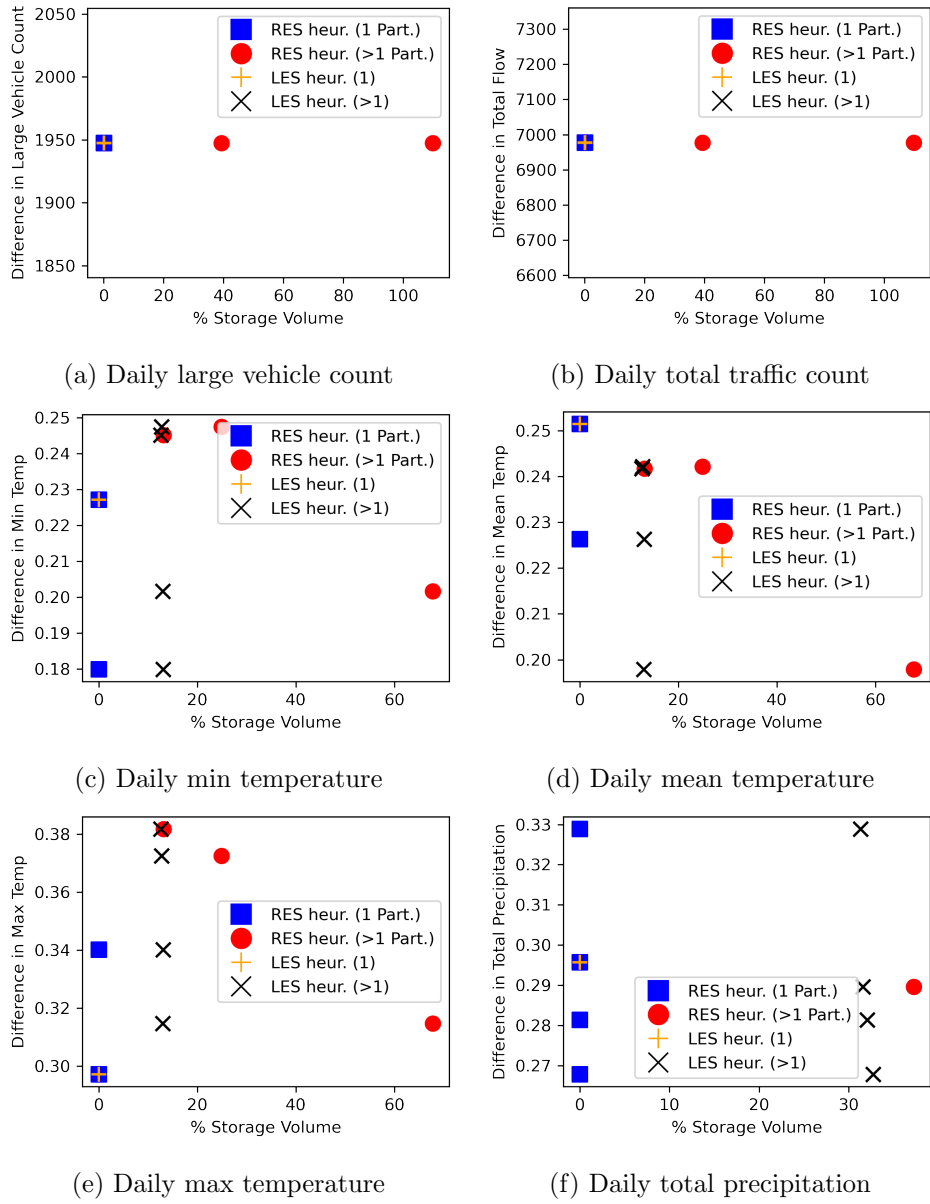 Difference in Large Vehicle Count
2050
2000
1950
1900
1850
RES heur. (1 Part.)
RES heur. (>1 Part.)
LES heur. (1)
LES heur. (>1)
0 20 40 60 80 100
% Storage Volume
(a) Daily large vehicle count
Difference in Total Flow
7300
7200
7100
7000
6900
6800
6700
6600
RES heur. (1 Part.)
RES heur. (>1 Part.)
LES heur. (1)
LES heur. (>1)
0 20 40 60 80 100
% Storage Volume
(b) Daily total traffic count
Difference in Min Temp
0.25
0.24
0.23
0.22
0.21
0.20
0.19
0.18
RES heur. (1 Part.)
RES heur. (>1 Part.)
LES heur. (1)
LES heur. (>1)
0 20 40 60
% Storage Volume
(c) Daily min temperature
Difference in Mean Temp
0.25
0.24
0.23
0.22
0.21
0.20
RES heur. (1 Part.)
RES heur. (>1 Part.)
LES heur. (1)
LES heur. (>1)
0 20 40 60
% Storage Volume
(d) Daily mean temperature
Difference in Max Temp
0.38
0.36
0.34
0.32
0.30
RES heur. (1 Part.)
RES heur. (>1 Part.)
LES heur. (1)
LES heur. (>1)
0 20 40 60
% Storage Volume
(e) Daily max temperature
Difference in Total Precipitation
0.33
0.32
0.31
0.30
0.29
0.28
0.27
RES heur. (1 Part.)
RES heur. (>1 Part.)
LES heur. (1)
LES heur. (>1)
0 10 20 30
% Storage Volume
(f) Daily total precipitation